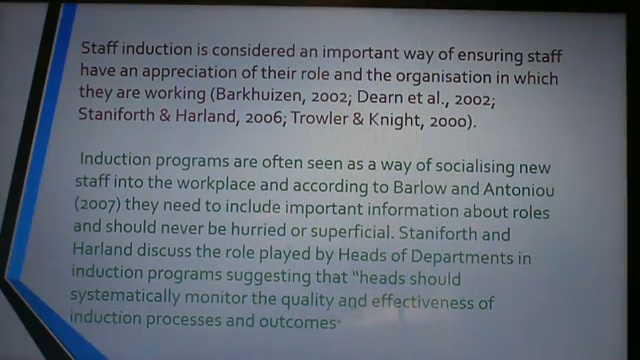 Staff induction is considered an important way of ensuring staff
have an appreciation of their role and the organisation in which
they are working (Barkhuizen, 2002; Dearn et al., 2002;
Staniforth & Harland, 2006; Trowler & Knight, 2000).
Induction programs are often seen as a way of socialising new
staff into the workplace and according to Barlow and Antoniou
(2007) they need to include important information about roles
and should never be hurried or superficial. Staniforth and
Harland discuss the role played by Heads of Departments in
induction programs suggesting that "heads should
systematically monitor the quality and effectiveness of
induction processes and outcomes"